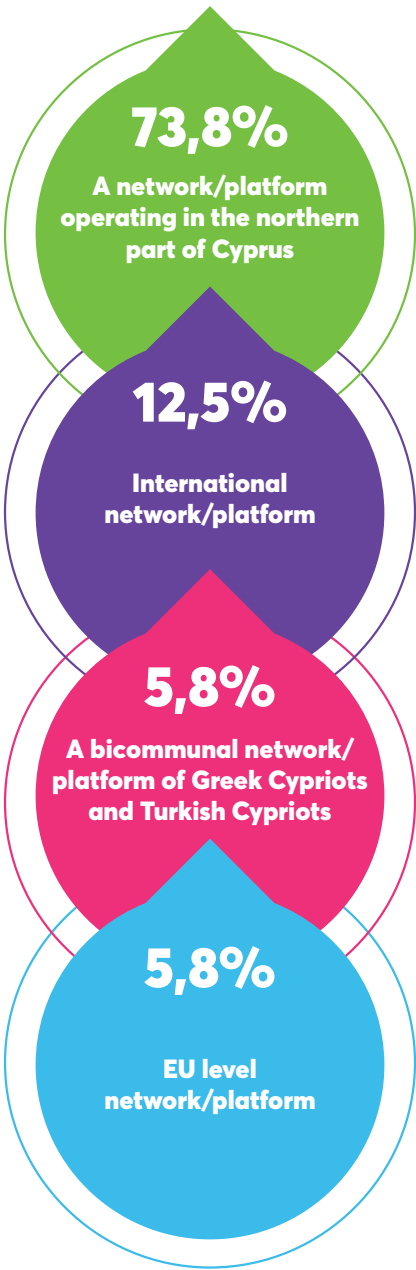 73,8%
A network/platform
operating in the northern
part of Cyprus
12,5%
International
network/platform
5,8%
A bicommunal network/
platform of Greek Cypriots
and Turkish Cypriots
5,8%
EU level
network/platform